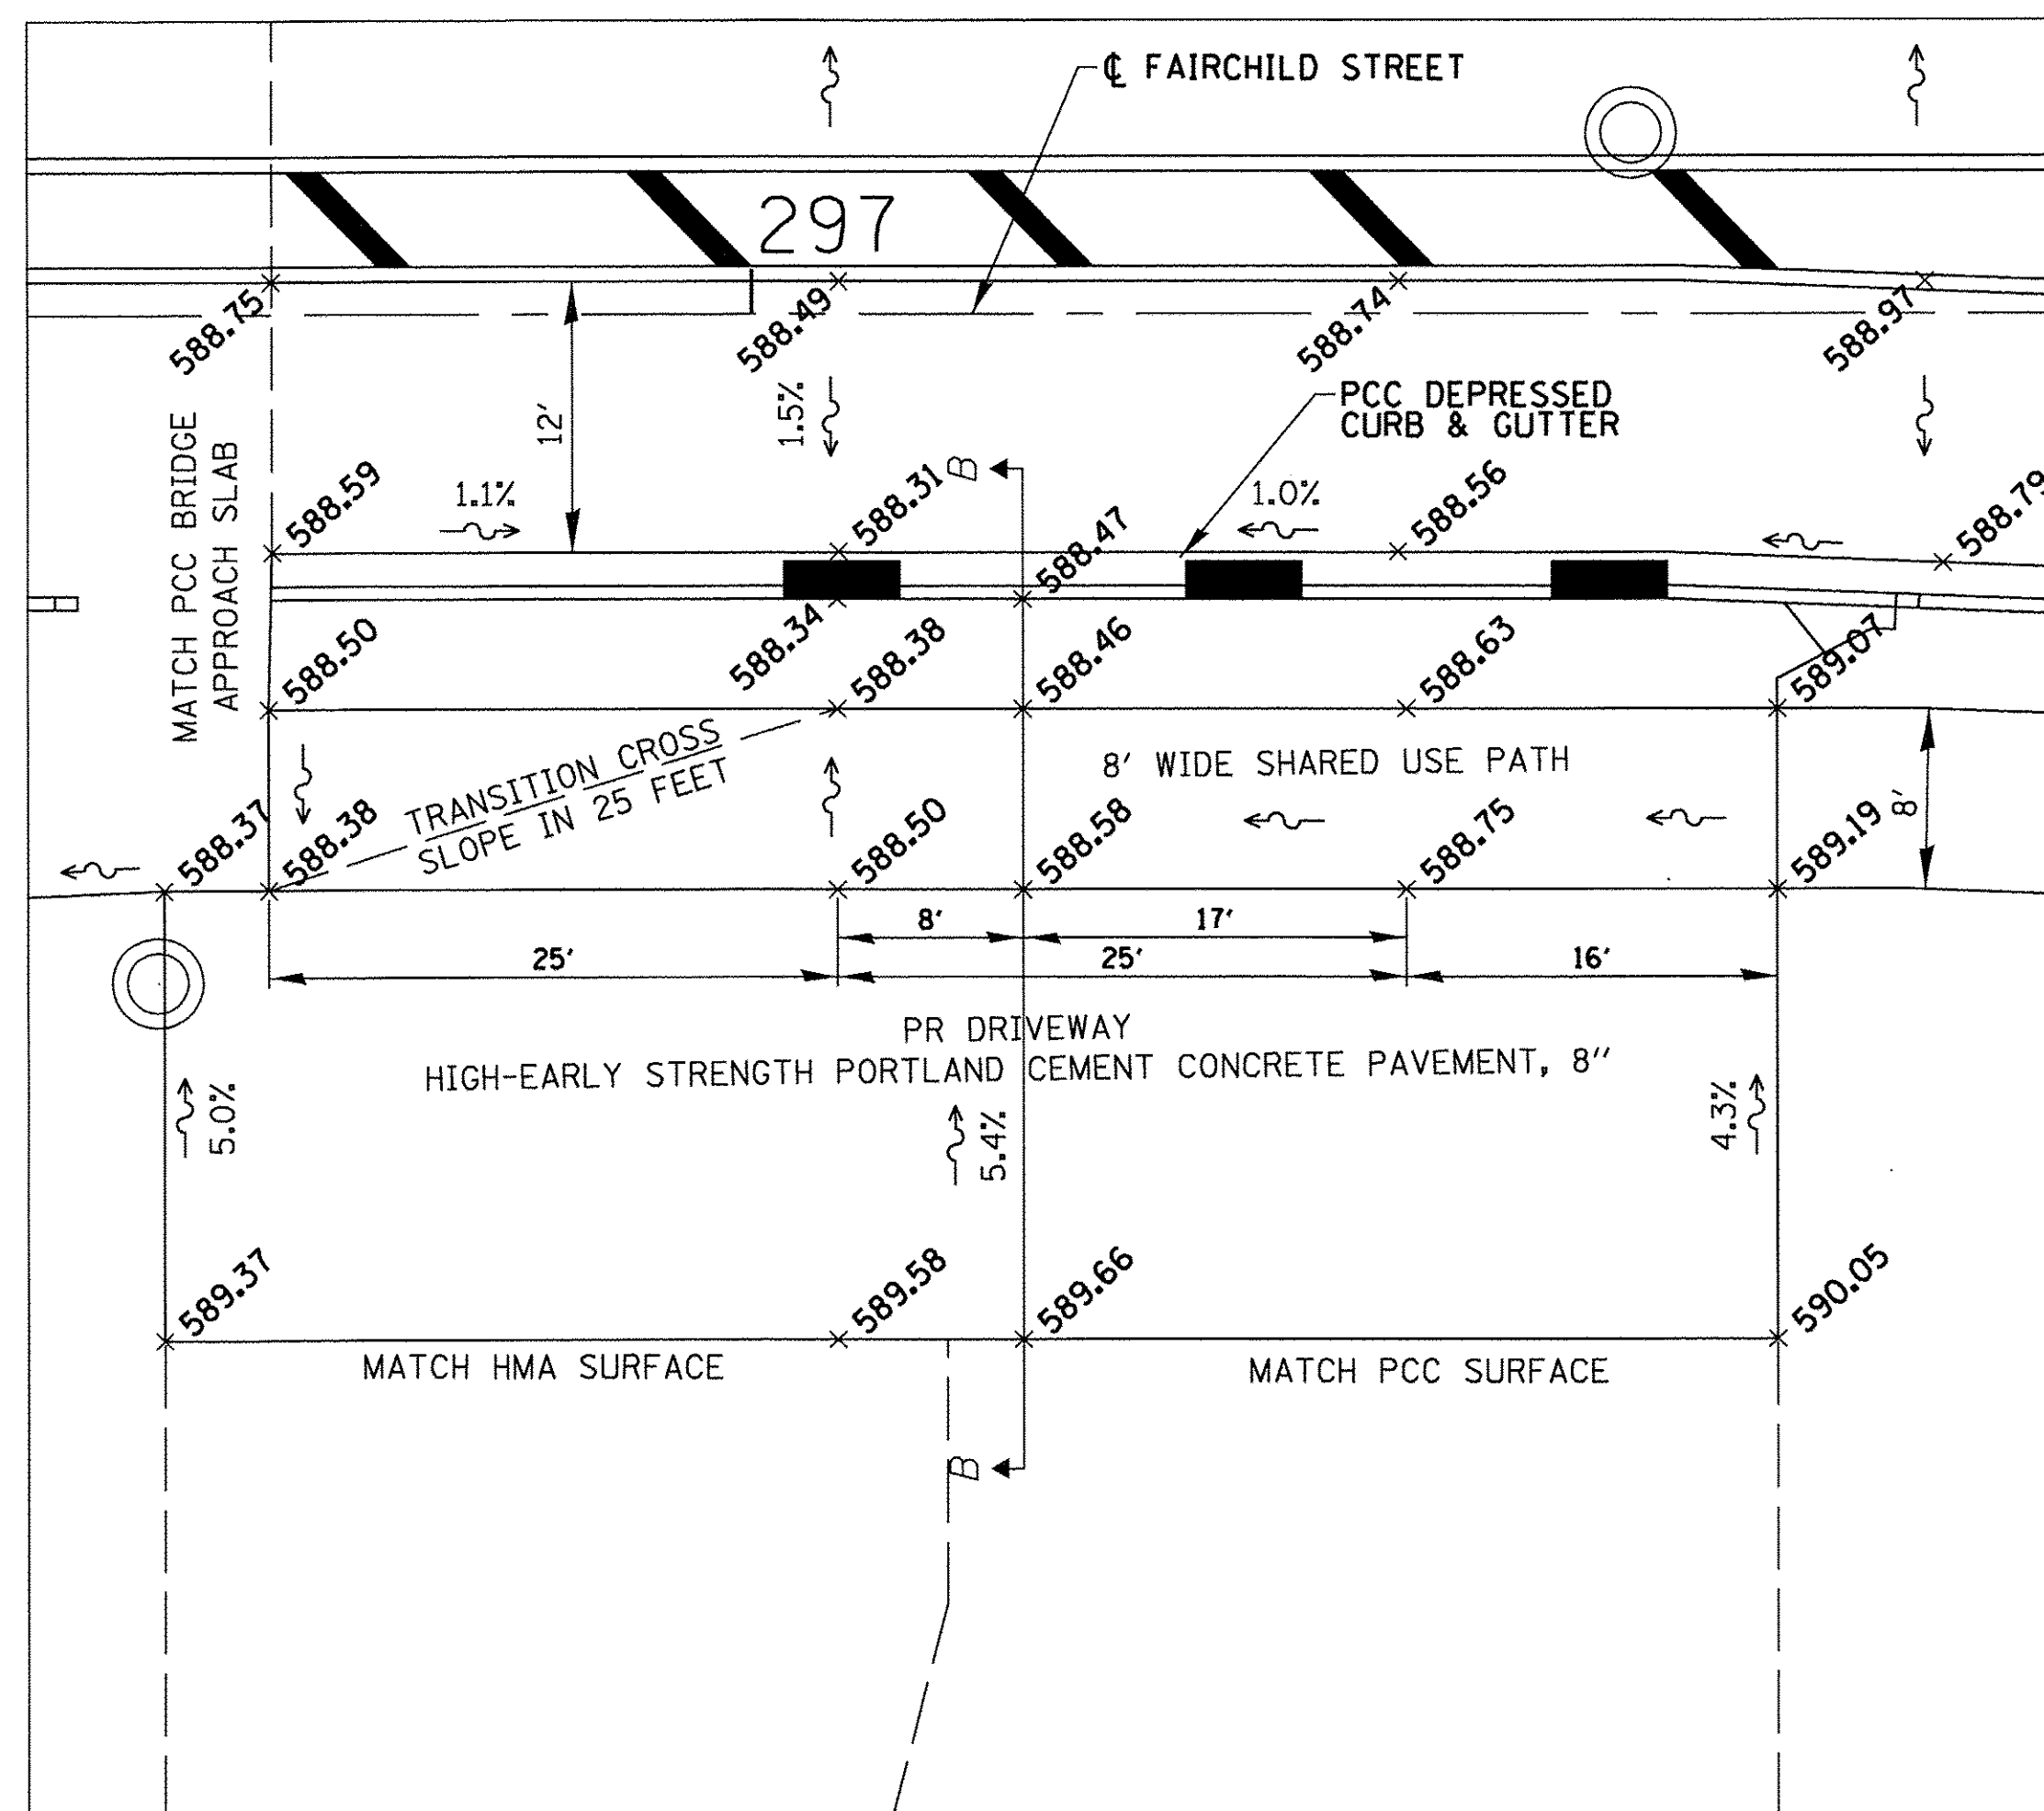 ℄ FAIRCHILD STREET
297
588.75
588.49
588.74
588.97
12'
1.5%
PCC DEPRESSED
CURB & GUTTER
MATCH PCC BRIDGE
APPROACH SLAB
588.59
1.1%
588.31
B
588.47
1.0%
588.56
588.79
588.50
588.34
588.38
588.46
588.63
589.07
TRANSITION CROSS
SLOPE IN 25 FEET
8' WIDE SHARED USE PATH
8'
588.37
588.38
588.50
588.58
588.75
589.19
8'
17'
25'
25'
16'
PR DRIVEWAY
HIGH-EARLY STRENGTH PORTLAND CEMENT CONCRETE PAVEMENT, 8"
5.0%
5.4%
4.3%
589.37
589.58
589.66
590.05
MATCH HMA SURFACE
MATCH PCC SURFACE
B